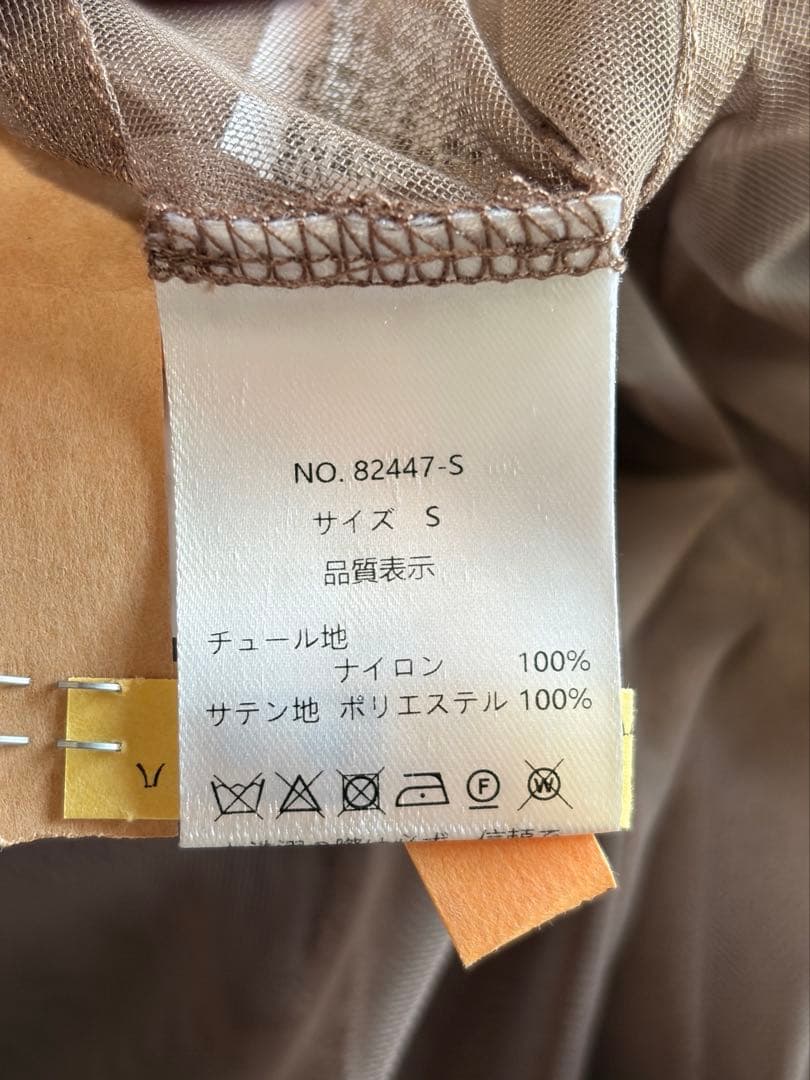 NO. 82447-S
サイズ S
品質表示
チュール地
ナイロン 100%
サテン地 ポリエステル 100%
F W